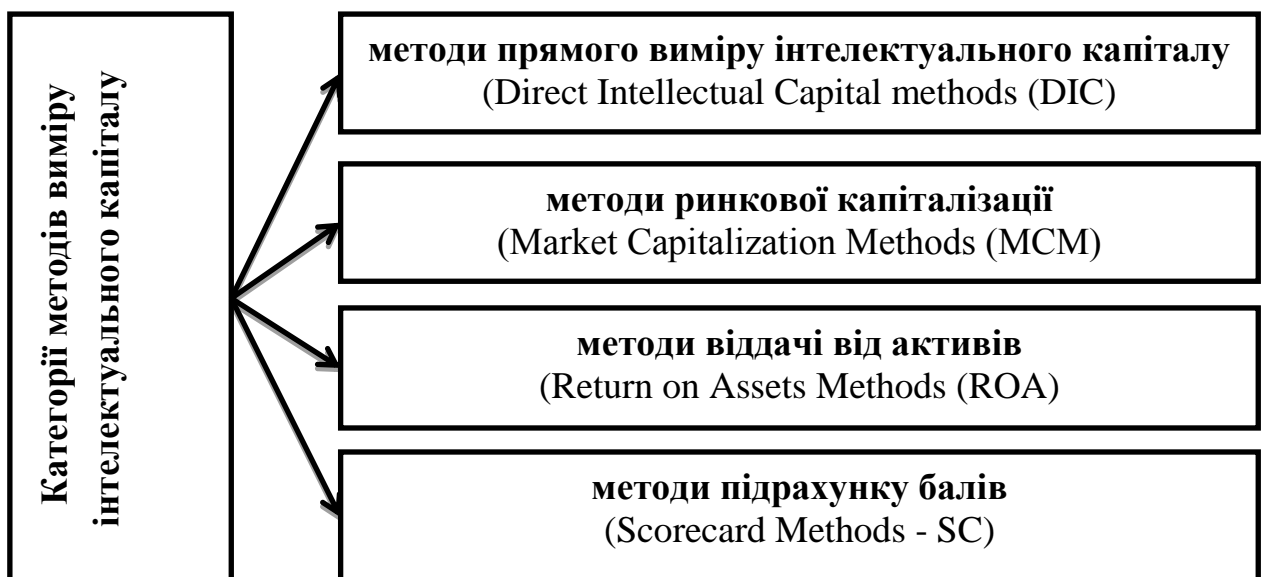 Категорії методів виміру
інтелектуального капіталу
методи прямого виміру інтелектуального капіталу
(Direct Intellectual Capital methods (DIC)
методи ринкової капіталізації
(Market Capitalization Methods (MCM)
методи віддачі від активів
(Return on Assets Methods (ROA)
методи підрахунку балів
(Scorecard Methods - SC)